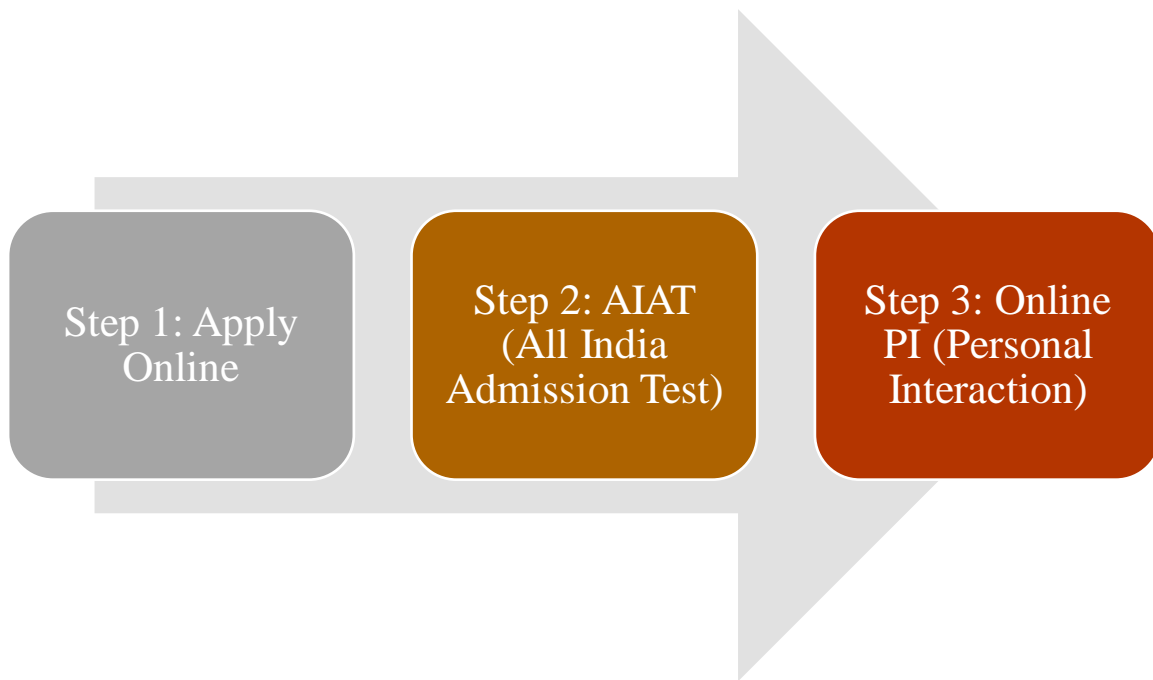 Step 1: Apply
Online
Step 2: AIAT
(All India
Admission Test)
Step 3: Online
PI (Personal
Interaction)